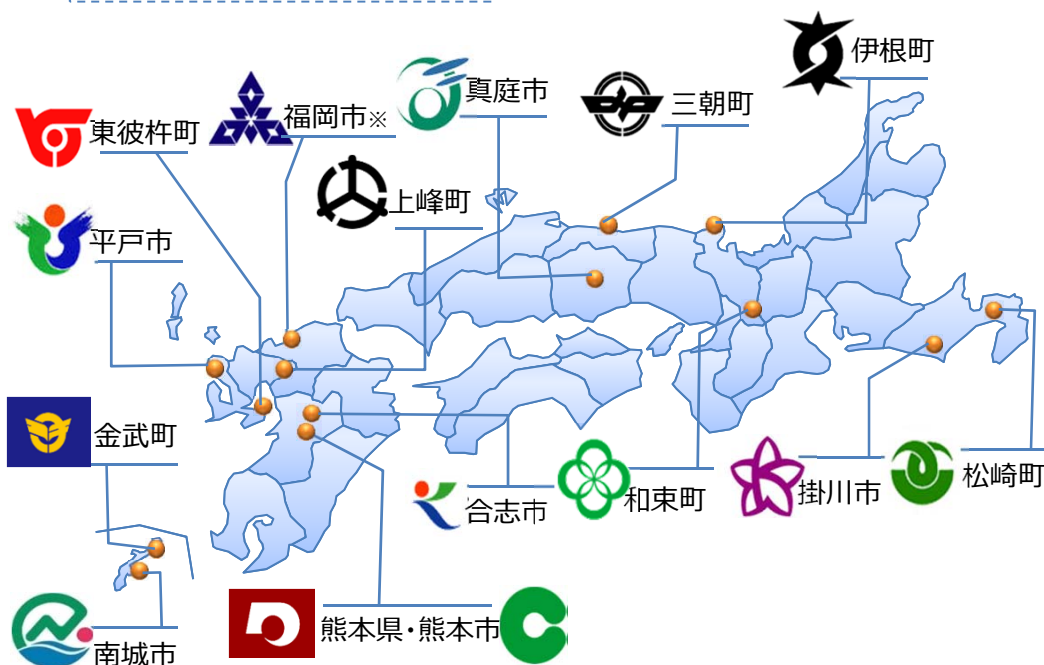 伊根町
真庭市
三朝町
福岡市※
東彼杵町
上峰町
平戸市
金武町
松崎町
掛川市
和束町
合志市
熊本県・熊本市
南城市